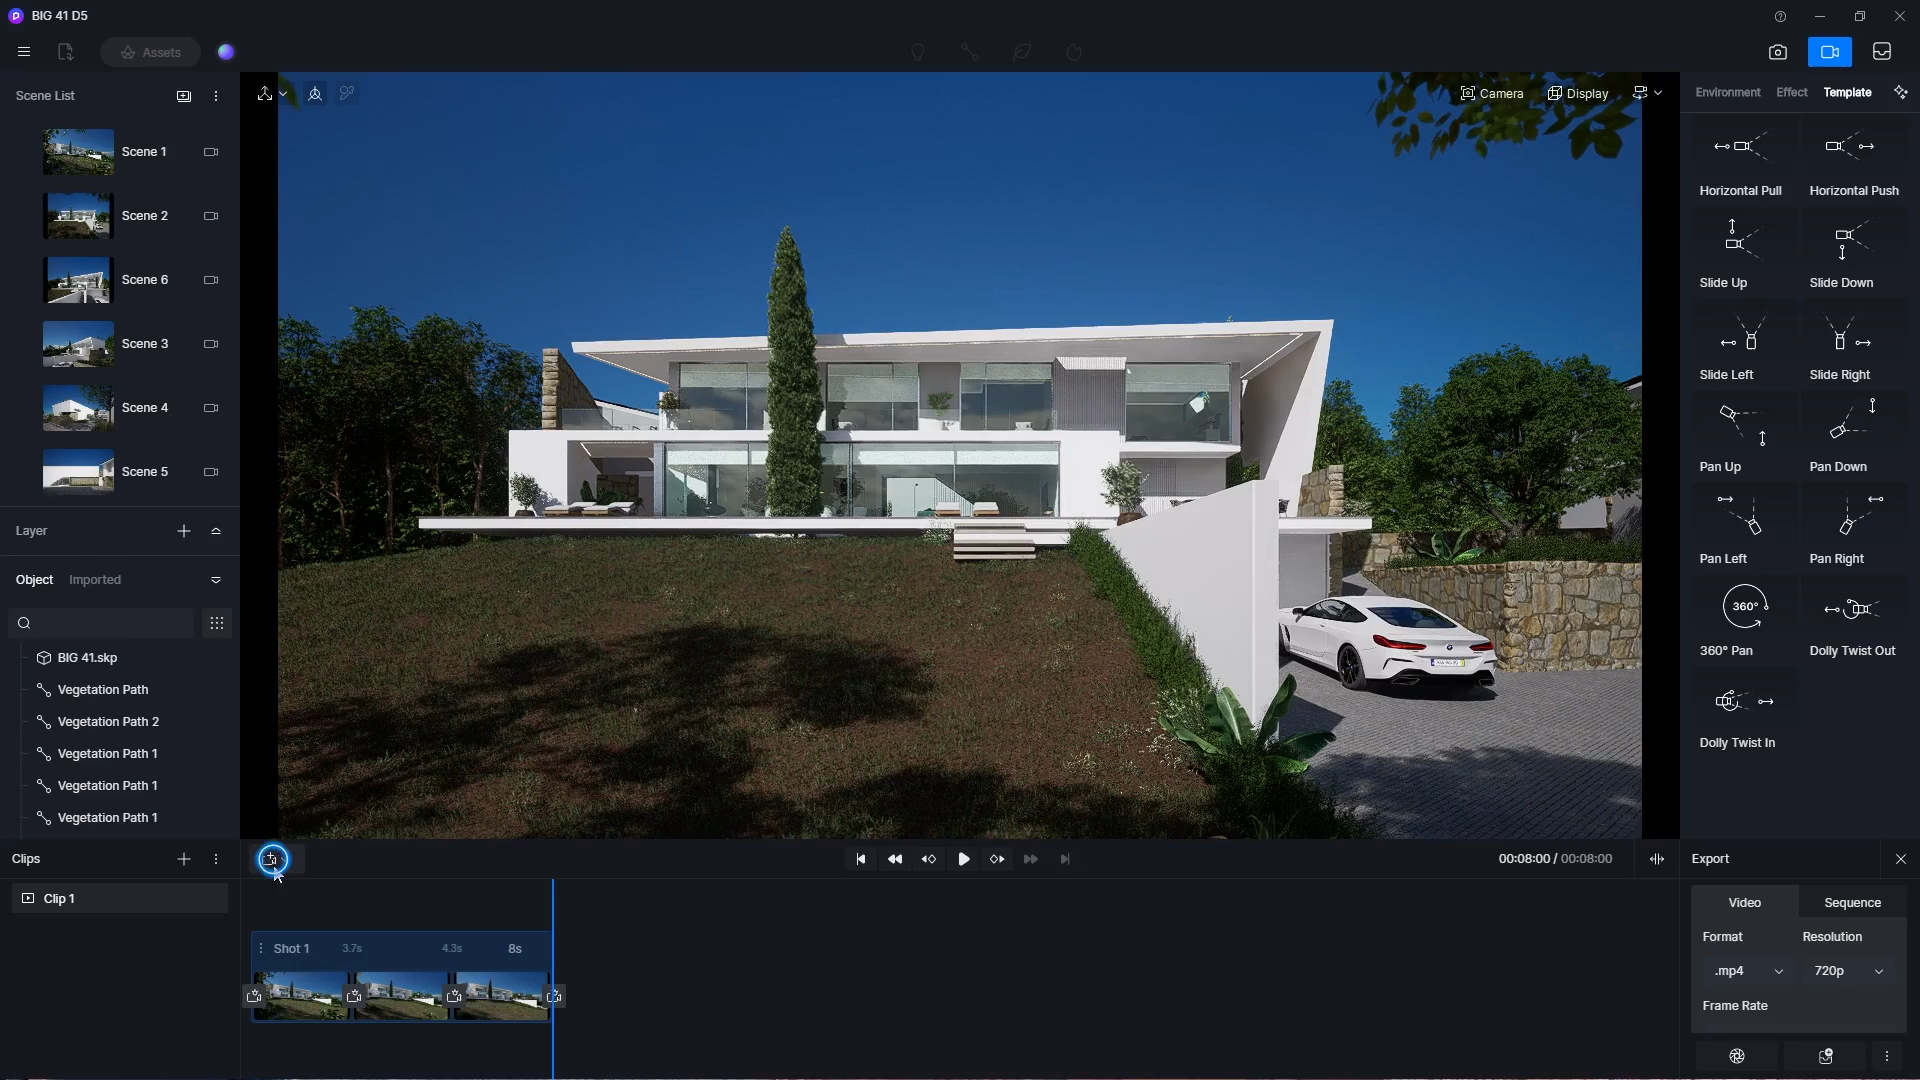 BIG 41 D5
Assets
Scene List
Scene 1
Scene 2
Scene 6
Scene 3
Scene 4
Scene 5
Layer
Object Imported
BIG 41.skp
Vegetation Path
Vegetation Path 2
Vegetation Path 1
Vegetation Path 1
Vegetation Path 1
Camera Display
Environment Effect Template
Horizontal Pull Horizontal Push
Slide Up Slide Down
Slide Left Slide Right
Pan Up Pan Down
Pan Left Pan Right
360°
360° Pan Dolly Twist Out
Dolly Twist In
Clips
Clip 1
00:08:00 / 00:08:00
Shot 1 3.7s 4.3s 8s
Export
Video Sequence
Format Resolution
.mp4 720p
Frame Rate